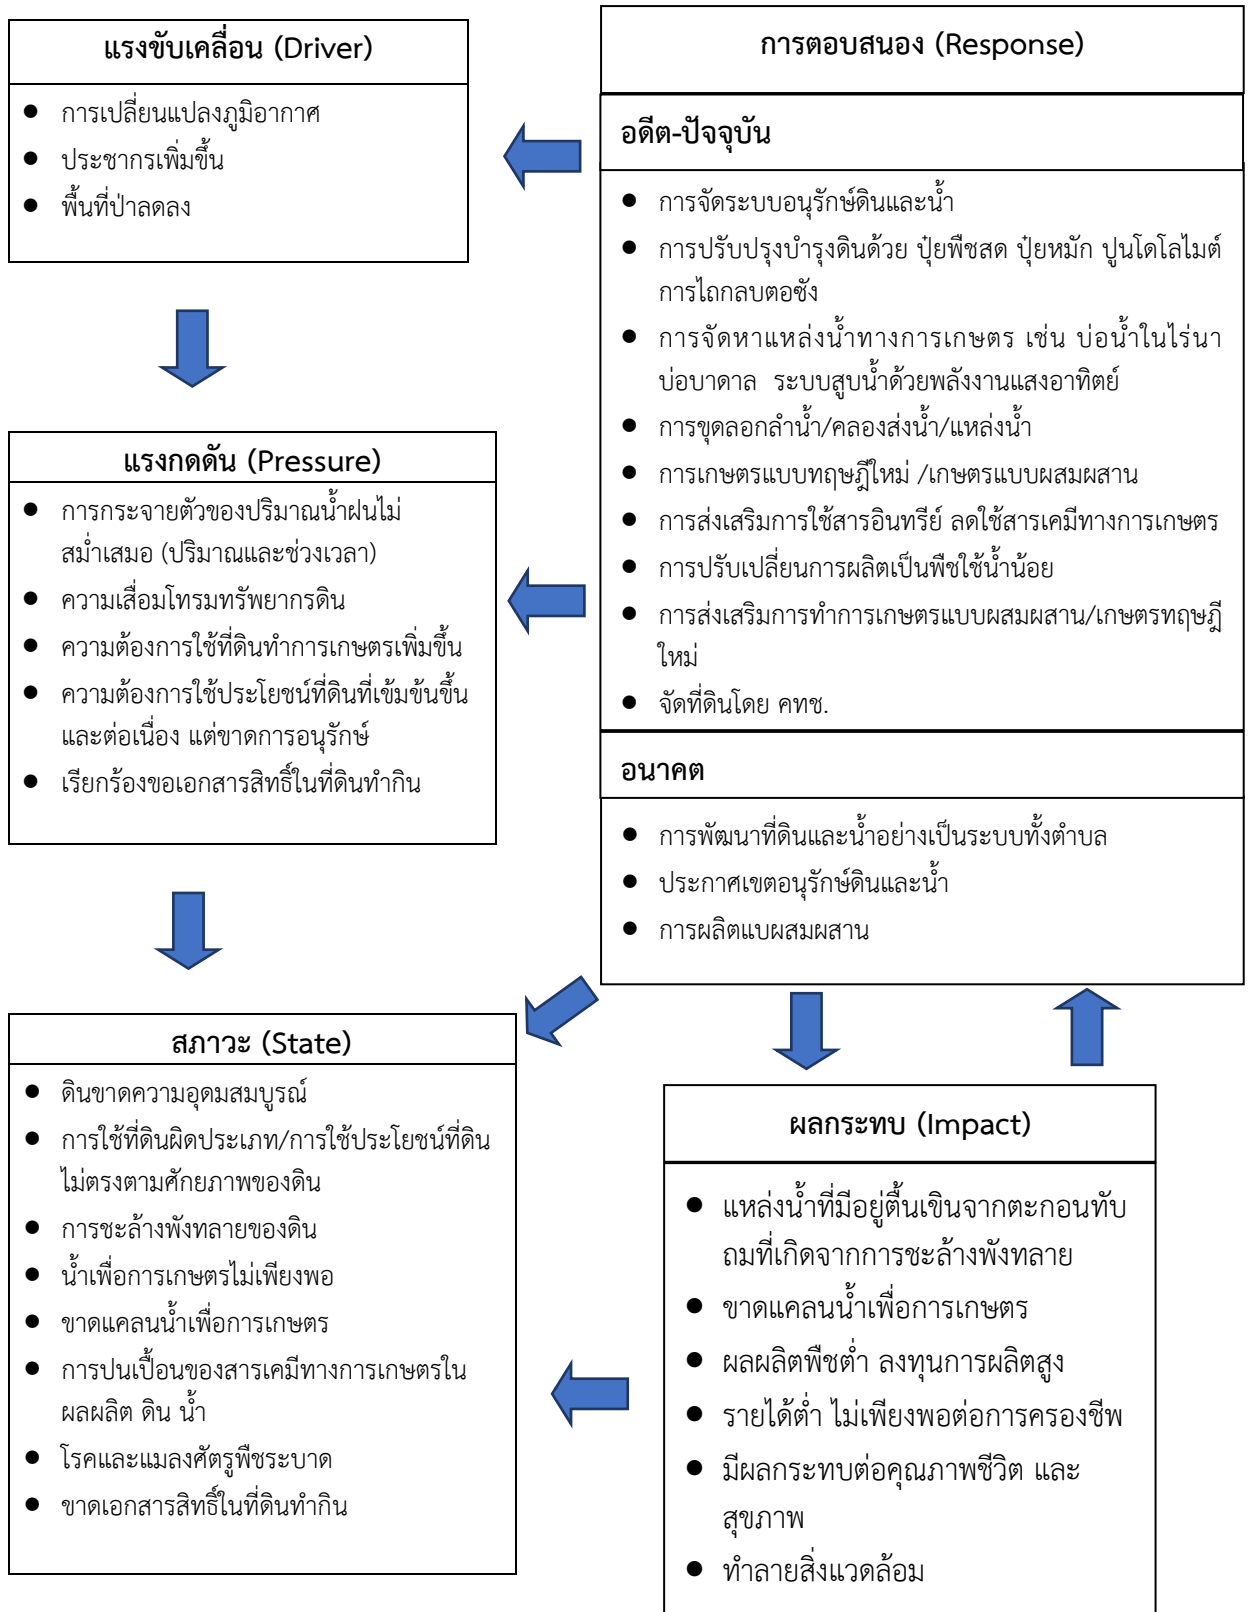 แรงขับเคลื่อน (Driver)
● การเปลี่ยนแปลงภูมิอากาศ
● ประชากรเพิ่มขึ้น
● พื้นที่ป่าลดลง
แรงกดดัน (Pressure)
● การกระจายตัวของปริมาณน้ำฝนไม่
สม่ำเสมอ (ปริมาณและช่วงเวลา)
● ความเสื่อมโทรมทรัพยากรดิน
● ความต้องการใช้ที่ดินทำการเกษตรเพิ่มขึ้น
● ความต้องการใช้ประโยชน์ที่ดินที่เข้มข้นขึ้น
และต่อเนื่อง แต่ขาดการอนุรักษ์
● เรียกร้องขอเอกสารสิทธิ์ในที่ดินทำกิน
สภาวะ (State)
● ดินขาดความอุดมสมบูรณ์
● การใช้ที่ดินผิดประเภท/การใช้ประโยชน์ที่ดิน
ไม่ตรงตามศักยภาพของดิน
● การชะล้างพังทลายของดิน
● น้ำเพื่อการเกษตรไม่เพียงพอ
● ขาดแคลนน้ำเพื่อการเกษตร
● การปนเปื้อนของสารเคมีทางการเกษตรใน
ผลผลิต ดิน น้ำ
● โรคและแมลงศัตรูพืชระบาด
● ขาดเอกสารสิทธิ์ในที่ดินทำกิน
การตอบสนอง (Response)
อดีต-ปัจจุบัน
● การจัดระบบอนุรักษ์ดินและน้ำ
● การปรับปรุงบำรุงดินด้วย ปุ๋ยพืชสด ปุ๋ยหมัก ปูนโดโลไมต์
การไถกลบตอซัง
● การจัดหาแหล่งน้ำทางการเกษตร เช่น บ่อน้ำในไร่นา
บ่อบาดาล ระบบสูบน้ำด้วยพลังงานแสงอาทิตย์
● การขุดลอกลำน้ำ/คลองส่งน้ำ/แหล่งน้ำ
● การเกษตรแบบทฤษฎีใหม่ /เกษตรแบบผสมผสาน
● การส่งเสริมการใช้สารอินทรีย์ ลดใช้สารเคมีทางการเกษตร
● การปรับเปลี่ยนการผลิตเป็นพืชใช้น้ำน้อย
● การส่งเสริมการทำการเกษตรแบบผสมผสาน/เกษตรทฤษฎี
ใหม่
● จัดที่ดินโดย คทช.
อนาคต
● การพัฒนาที่ดินและน้ำอย่างเป็นระบบทั้งตำบล
● ประกาศเขตอนุรักษ์ดินและน้ำ
● การผลิตแบผสมผสาน
ผลกระทบ (Impact)
● แหล่งน้ำที่มีอยู่ตื้นเขินจากตะกอนทับ
ถมที่เกิดจากการชะล้างพังทลาย
● ขาดแคลนน้ำเพื่อการเกษตร
● ผลผลิตพืชต่ำ ลงทุนการผลิตสูง
● รายได้ต่ำ ไม่เพียงพอต่อการครองชีพ
● มีผลกระทบต่อคุณภาพชีวิต และ
สุขภาพ
● ทำลายสิ่งแวดล้อม